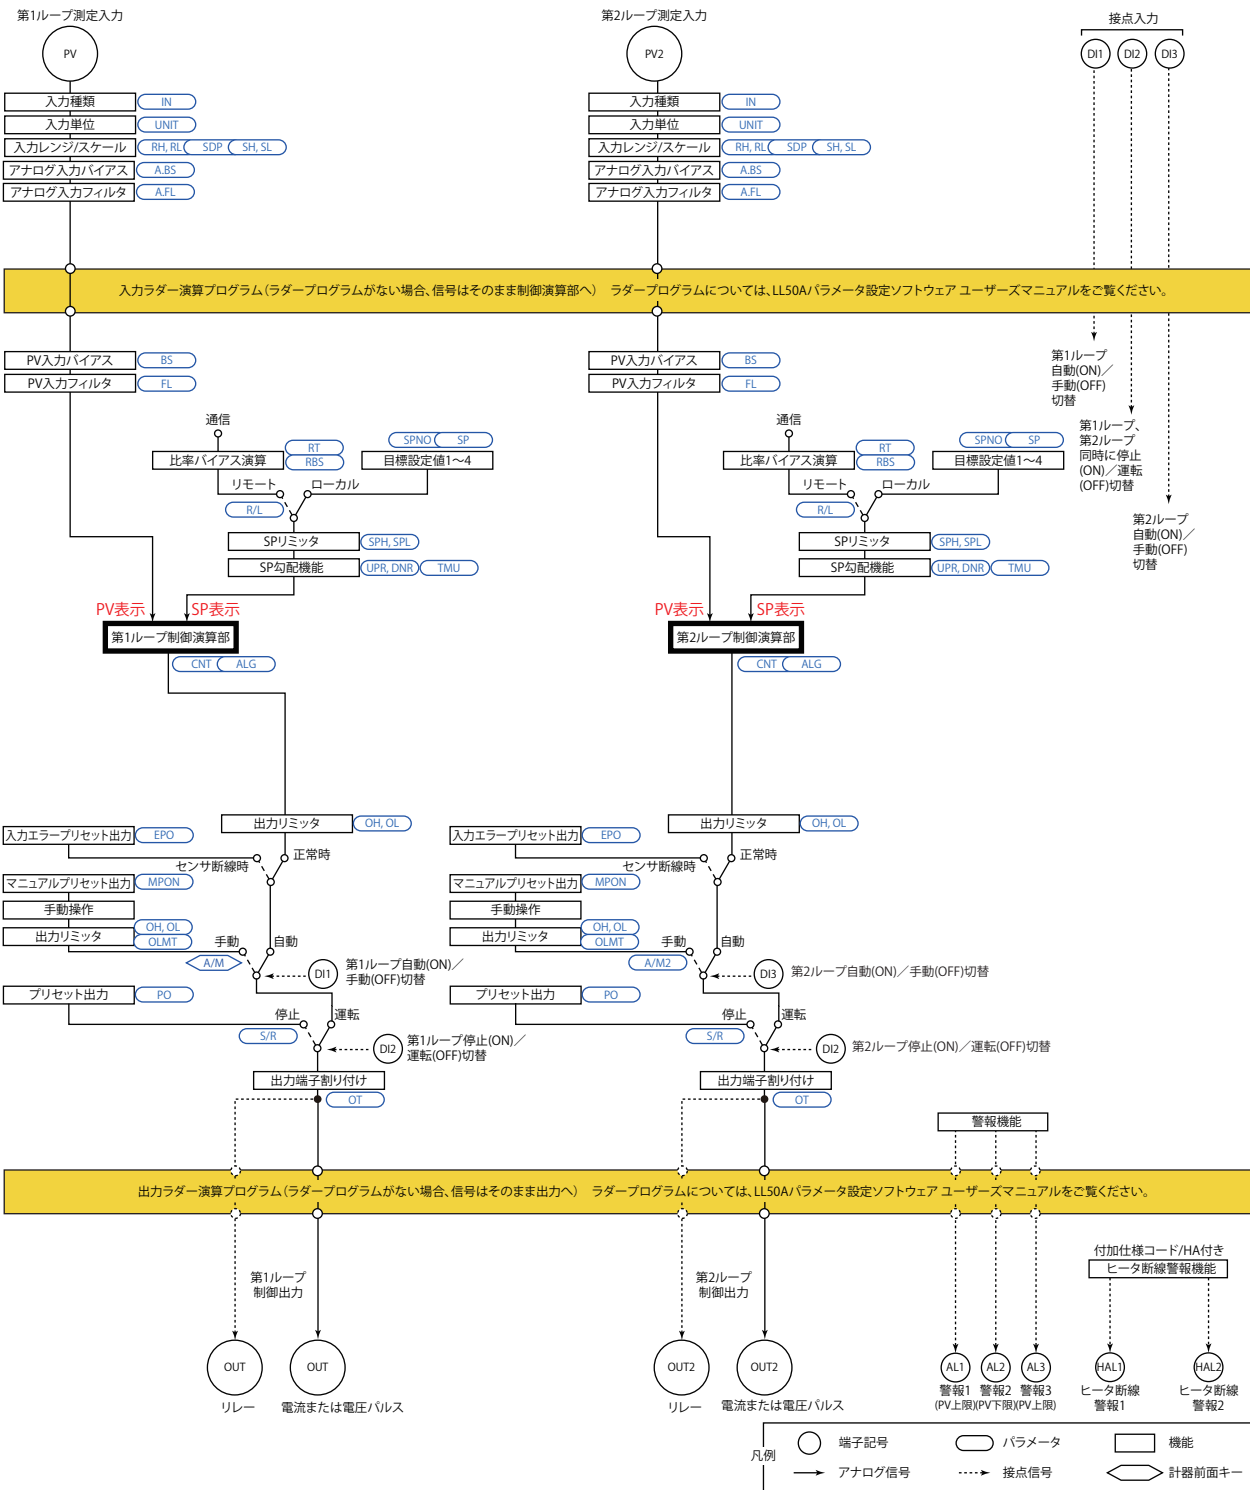 第1ループ測定入力
PV
入力種類 IN
入力単位 UNIT
入力レンジ/スケール RH, RL SDP SH, SL
アナログ入力バイアス A.BS
アナログ入力フィルタ A.FL
第2ループ測定入力
PV2
入力種類 IN
入力単位 UNIT
入力レンジ/スケール RH, RL SDP SH, SL
アナログ入力バイアス A.BS
アナログ入力フィルタ A.FL
接点入力
DI1 DI2 DI3
入力ラダー演算プログラム(ラダープログラムがない場合、信号はそのまま制御演算部へ) ラダープログラムについては、LL50Aパラメータ設定ソフトウェア ユーザーズマニュアルをご覧ください。
第1ループ
自動(ON)／
手動(OFF)
切替
第1ループ、
第2ループ
同時に停止
(ON)／運転
(OFF)切替
第2ループ
自動(ON)／
手動(OFF)
切替
PV入力バイアス BS
PV入力フィルタ FL
通信
比率バイアス演算
RT
RBS
SPNO SP
目標設定値1～4
リモート ローカル
R/L
SPリミッタ SPH, SPL
SP勾配機能 UPR, DNR TMU
PV表示 SP表示
第1ループ制御演算部
CNT ALG
PV入力バイアス BS
PV入力フィルタ FL
通信
比率バイアス演算
RT
RBS
SPNO SP
目標設定値1～4
リモート ローカル
R/L
SPリミッタ SPH, SPL
SP勾配機能 UPR, DNR TMU
PV表示 SP表示
第2ループ制御演算部
CNT ALG
出力リミッタ OH, OL
入力エラープリセット出力 EPO
センサ断線時 正常時
マニュアルプリセット出力 MPON
手動操作
出力リミッタ
OH, OL
OLMT
手動 自動
A/M
DI1
第1ループ自動(ON)／
手動(OFF)切替
プリセット出力 PO
停止 運転
S/R
DI2
第1ループ停止(ON)／
運転(OFF)切替
出力端子割り付け
OT
出力リミッタ OH, OL
入力エラープリセット出力 EPO
センサ断線時 正常時
マニュアルプリセット出力 MPON
手動操作
出力リミッタ
OH, OL
OLMT
手動 自動
A/M2
DI3
第2ループ自動(ON)／手動(OFF)切替
プリセット出力 PO
停止 運転
S/R
DI2
第2ループ停止(ON)／運転(OFF)切替
出力端子割り付け
OT
警報機能
出力ラダー演算プログラム(ラダープログラムがない場合、信号はそのまま出力へ) ラダープログラムについては、LL50Aパラメータ設定ソフトウェア ユーザーズマニュアルをご覧ください。
第1ループ
制御出力
OUT OUT
リレー 電流または電圧パルス
第2ループ
制御出力
OUT2 OUT2
リレー 電流または電圧パルス
付加仕様コード/HA付き
ヒータ断線警報機能
AL1 AL2 AL3
警報1 警報2 警報3
(PV上限)(PV下限)(PV上限)
HAL1
ヒータ断線
警報1
HAL2
ヒータ断線
警報2
凡例
端子記号 パラメータ 機能
アナログ信号 接点信号 計器前面キー